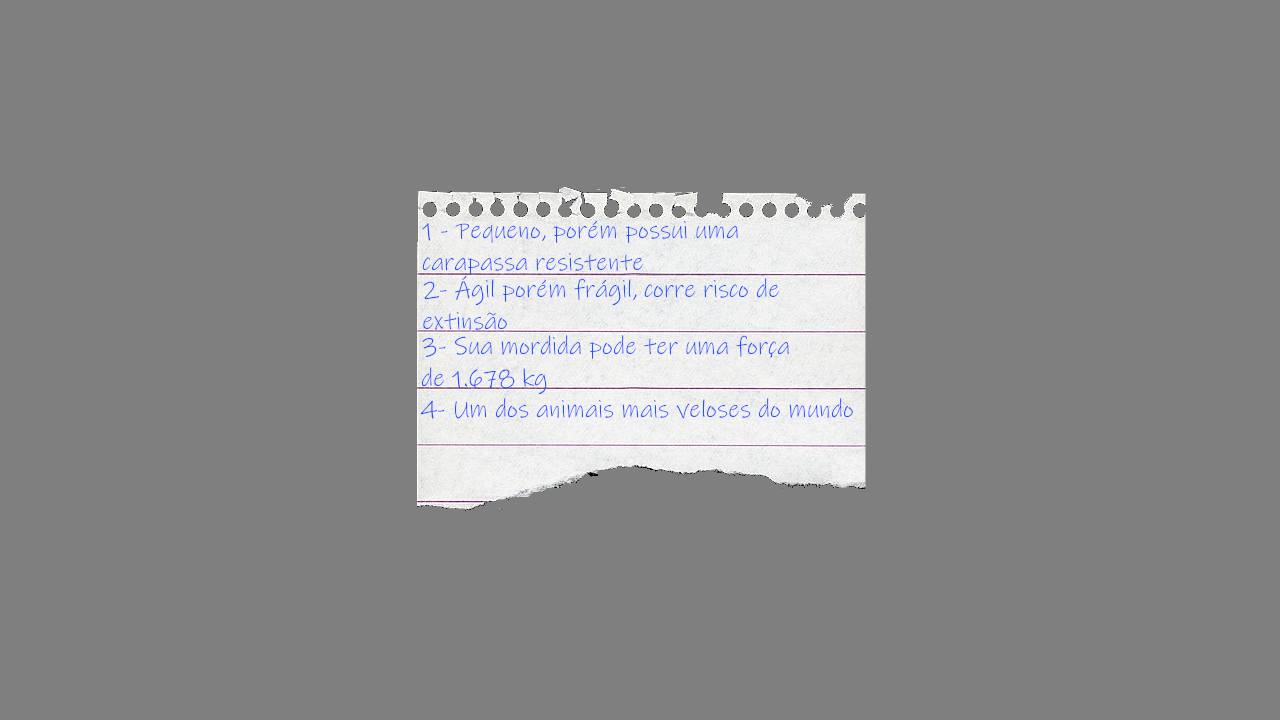 1 - Pequeno, porém possui uma
carapassa resistente
2- Ágil porém frágil, corre risco de
extinsão
3- Sua mordida pode ter uma força
de 1.678 kg
4- Um dos animais mais veloses do mundo